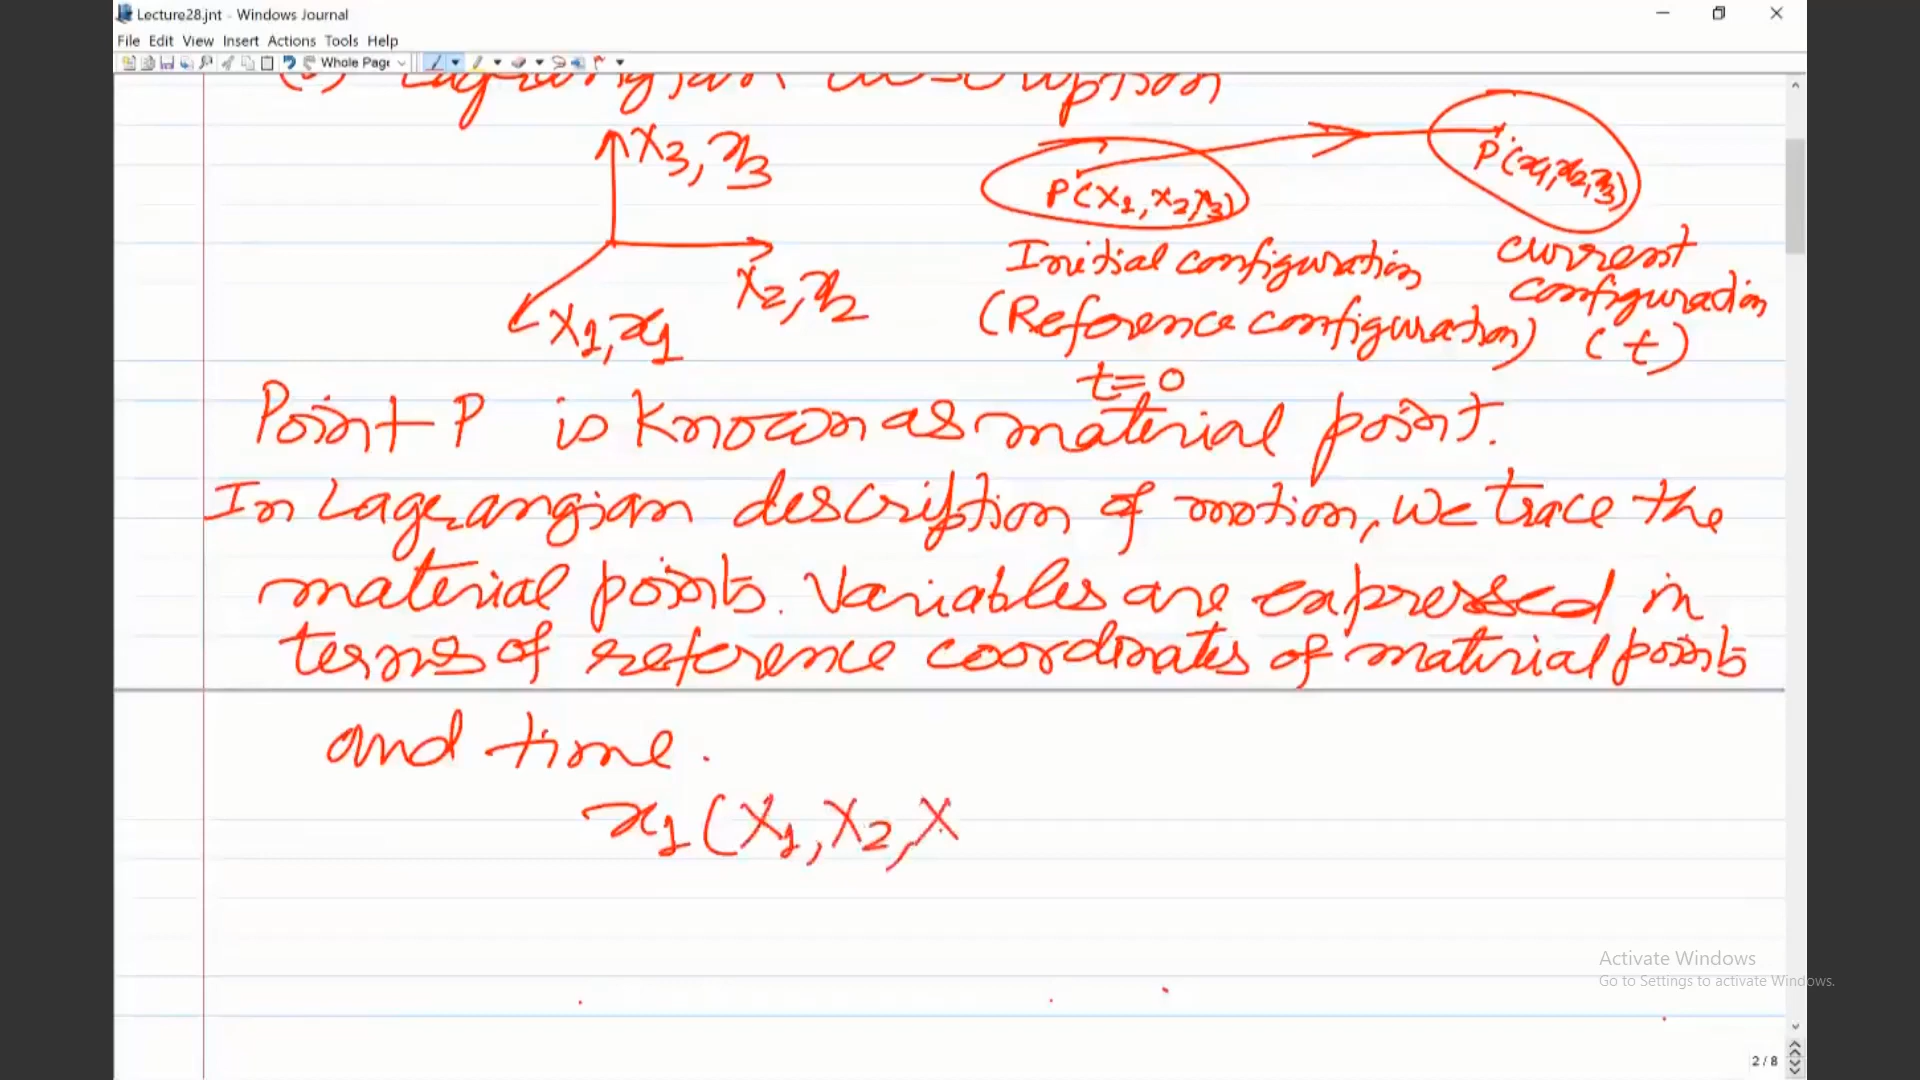 Lecture28.jnt - Windows Journal
File Edit View Insert Actions Tools Help
Whole Page
(i) Lagrangian description
X3, x3
X2, x2
X1, x1
P(X1, X2, X3)
P(x1, x2, x3)
Initial configuration
(Reference configuration)
t=0
current
configuration
(t)
Point P is known as material point.
In Lagrangian description of motion, we trace the
material points. Variables are expressed in
terms of reference coordinates of material points
and time.
x1(X1, X2, X
Activate Windows
Go to Settings to activate Windows.
2 / 8